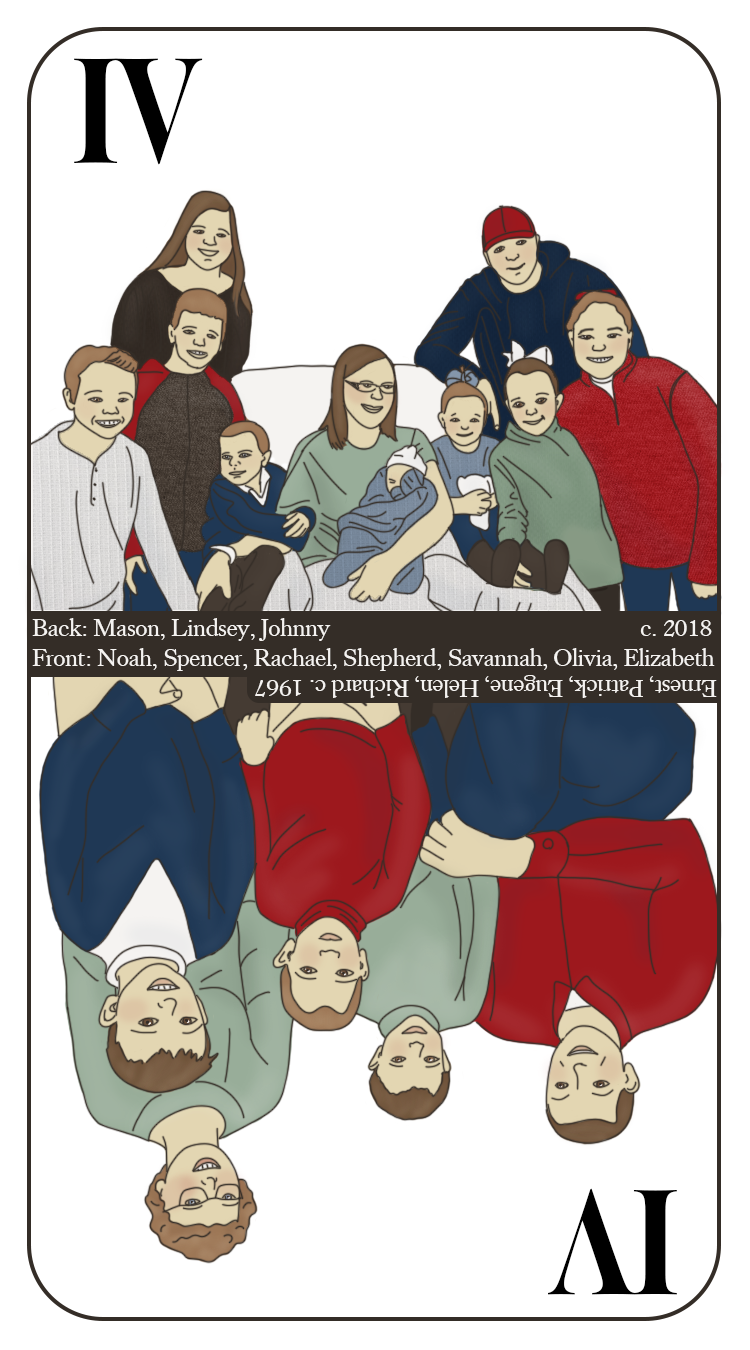 IV
Back: Mason, Lindsey, Johnny c. 2018
Front: Noah, Spencer, Rachael, Shepherd, Savannah, Olivia, Elizabeth
Ernest, Patrick, Eugene, Helen, Richard c. 1967
IV